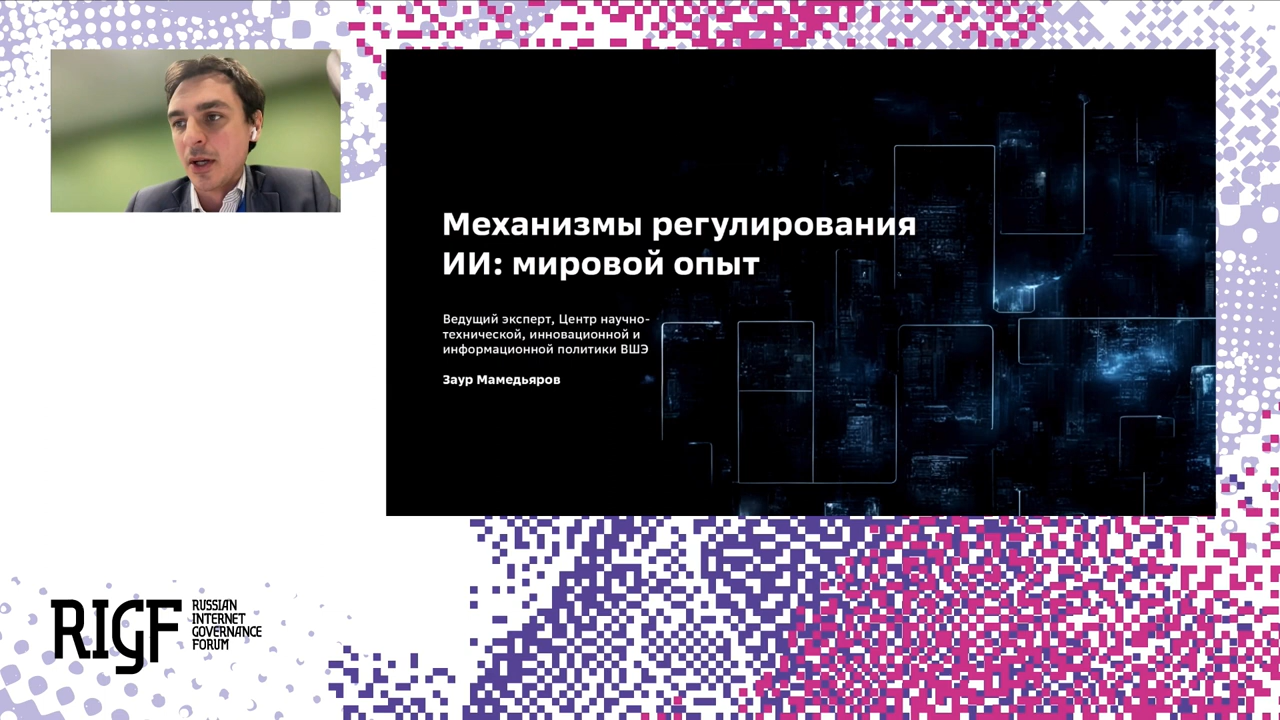 Механизмы регулирования
ИИ: мировой опыт
Ведущий эксперт, Центр научно-
технической, инновационной и
информационной политики ВШЭ
Заур Мамедьяров
RIGF
RUSSIAN
INTERNET
GOVERNANCE
FORUM